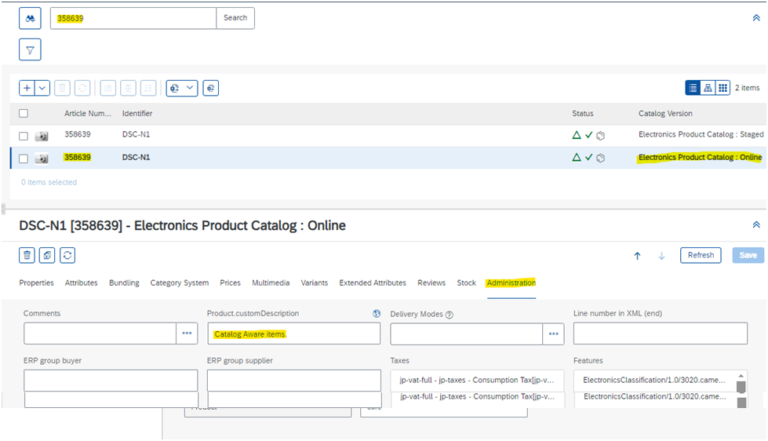 358639 Search
2 items
Article Num... Identifier Status Catalog Version
358639 DSC-N1 Electronics Product Catalog : Staged
358639 DSC-N1 Electronics Product Catalog : Online
0 items selected
DSC-N1 [358639] - Electronics Product Catalog : Online
Refresh Save
Properties Attributes Bundling Category System Prices Multimedia Variants Extended Attributes Reviews Stock Administration
Comments Product.customDescription Delivery Modes Line number in XML (end)
Catalog Aware items.
ERP group buyer ERP group supplier Taxes Features
jp-vat-full - jp-taxes - Consumption Tax[jp-v... ElectronicsClassification/1.0/3020.came...
jp-vat-full - jp-taxes - Consumption Tax[jp-v... ElectronicsClassification/1.0/3020.came...